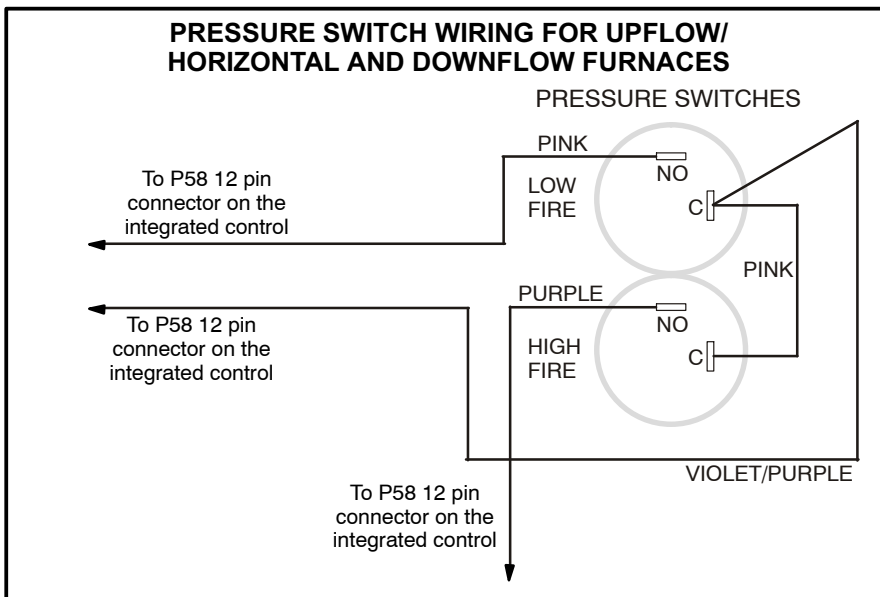 PRESSURE SWITCH WIRING FOR UPFLOW/
HORIZONTAL AND DOWNFLOW FURNACES
PRESSURE SWITCHES
PINK
NO
LOW
FIRE
C
To P58 12 pin
connector on the
integrated control
PINK
PURPLE
NO
HIGH
FIRE
C
To P58 12 pin
connector on the
integrated control
VIOLET/PURPLE
To P58 12 pin
connector on the
integrated control